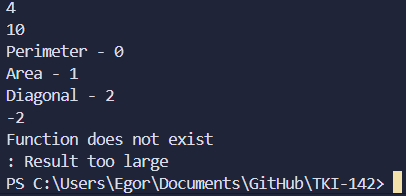 4
10
Perimeter - 0
Area - 1
Diagonal - 2
-2
Function does not exist
: Result too large
PS C:\Users\Egor\Documents\GitHub\TKI-142>